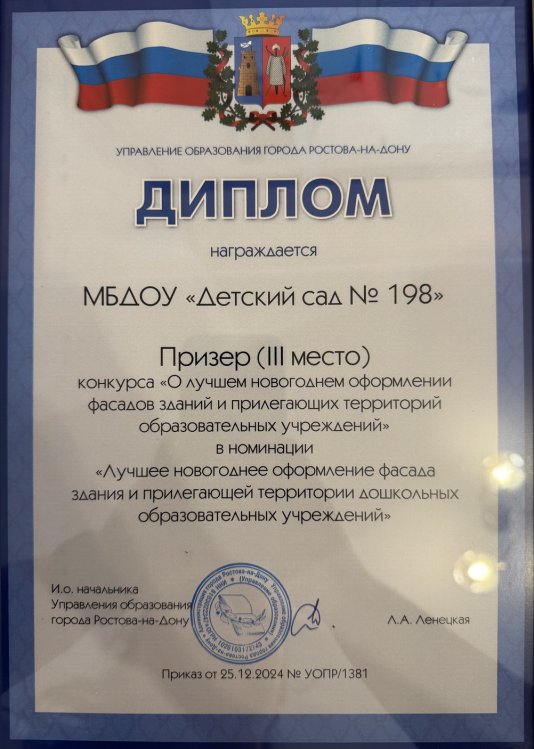 УПРАВЛЕНИЕ ОБРАЗОВАНИЯ ГОРОДА РОСТОВА-НА-ДОНУ
ДИПЛОМ
награждается
МБДОУ «Детский сад № 198»
Призер (III место)
конкурса «О лучшем новогоднем оформлении
фасадов зданий и прилегающих территорий
образовательных учреждений»
в номинации
«Лучшее новогоднее оформление фасада
здания и прилегающей территории дошкольных
образовательных учреждений»
И.о. начальника
Управления образования
города Ростова-на-Дону
Л.А. Ленецкая
Приказ от 25.12.2024 № УОПР/1381